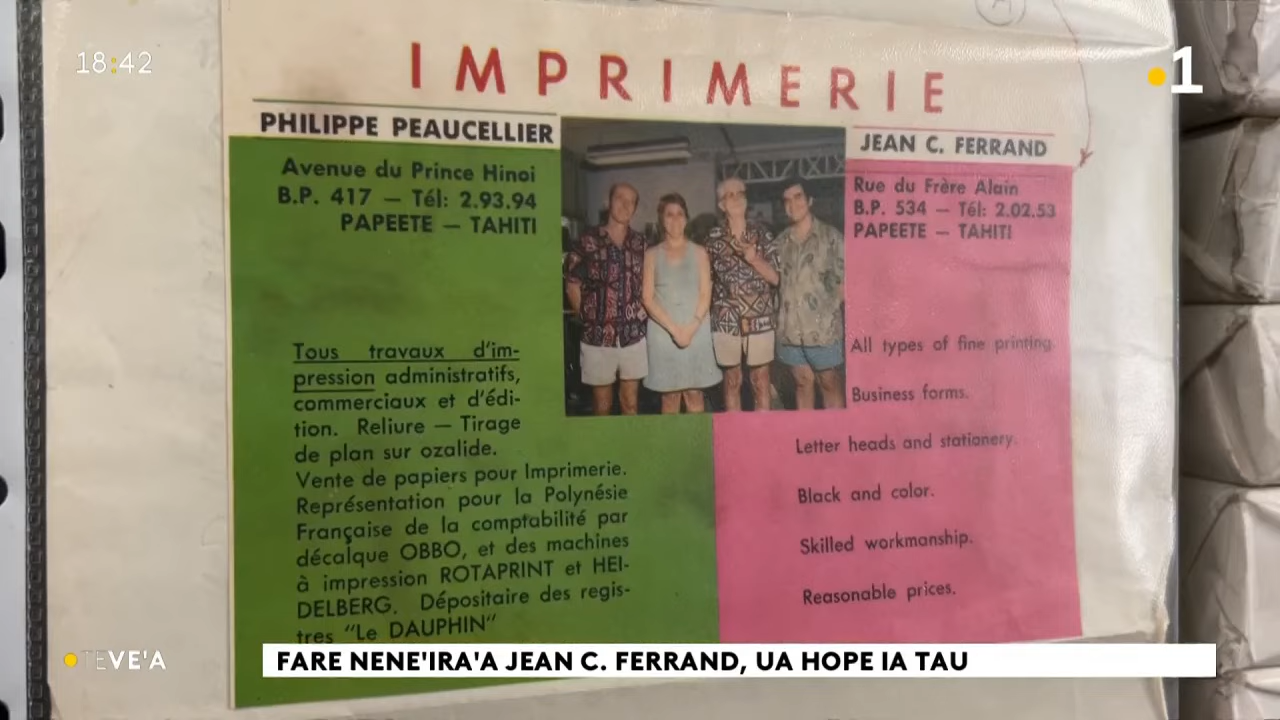 18:42
1
IMPRIMERIE
PHILIPPE PEAUCELLIER
Avenue du Prince Hinoi
B.P. 417 — Tél: 2.93.94
PAPEETE — TAHITI
Tous travaux d'im-
pression administratifs,
commerciaux et d'édi-
tion. Reliure — Tirage
de plan sur ozalide.
Vente de papiers pour Imprimerie.
Représentation pour la Polynésie
Française de la comptabilité par
décalque OBBO, et des machines
à impression ROTAPRINT et HEI-
DELBERG. Dépositaire des regis-
tres "Le DAUPHIN"
JEAN C. FERRAND
Rue du Frère Alain
B.P. 534 — Tél: 2.02.53
PAPEETE — TAHITI
All types of fine printing.
Business forms.
Letter heads and stationery.
Black and color.
Skilled workmanship.
Reasonable prices.
TEVE'A
FARE NENE'IRA'A JEAN C. FERRAND, UA HOPE IA TAU